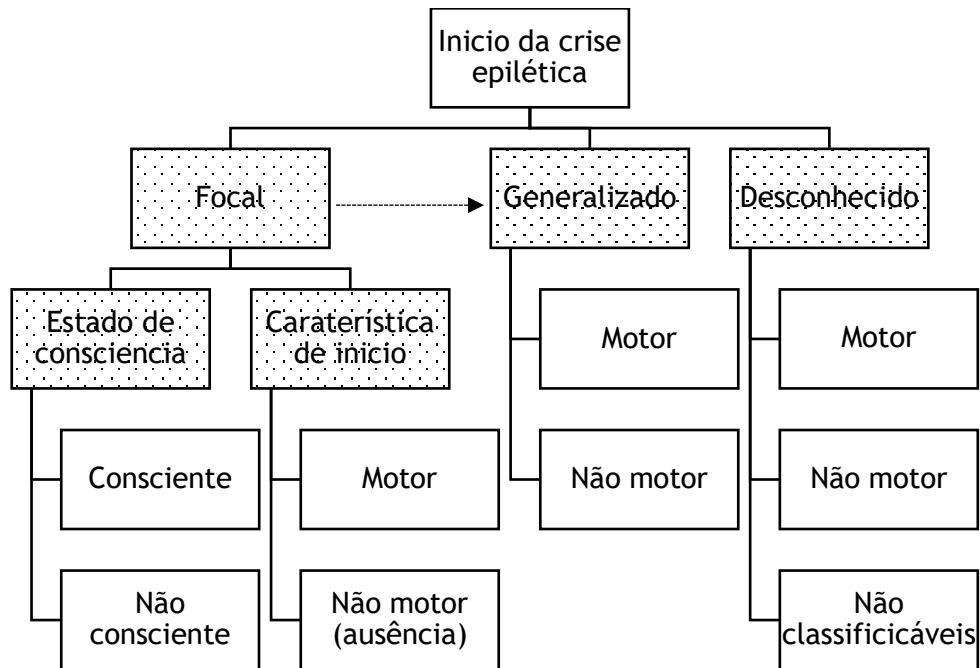 Inicio da crise
epilética
Focal
Generalizado
Desconhecido
Estado de
consciencia
Caraterística
de inicio
Motor
Motor
Consciente
Motor
Não motor
Não motor
Não
consciente
Não motor
(ausência)
Não
classificicáveis